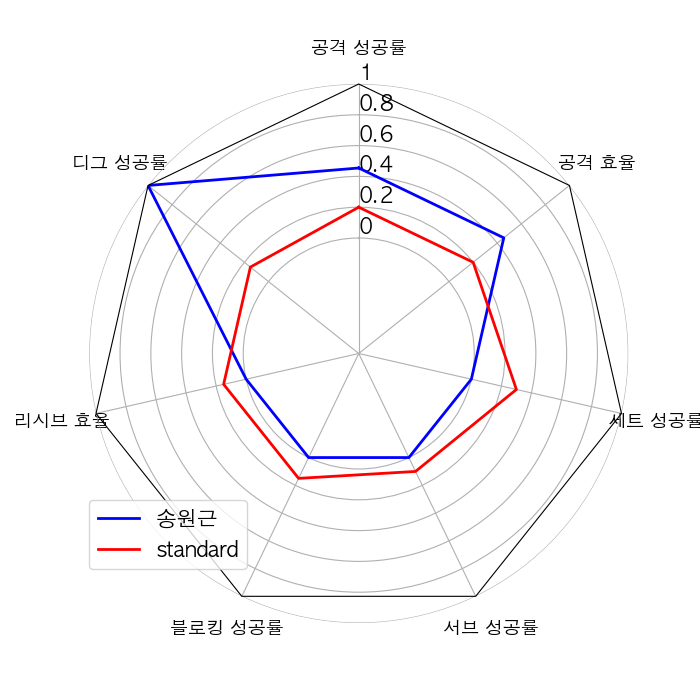 공격 성공률
1
0.8
0.6
0.4
0.2
0
디그 성공률
공격 효율
리시브 효율
세트 성공률
송원근
standard
블로킹 성공률
서브 성공률